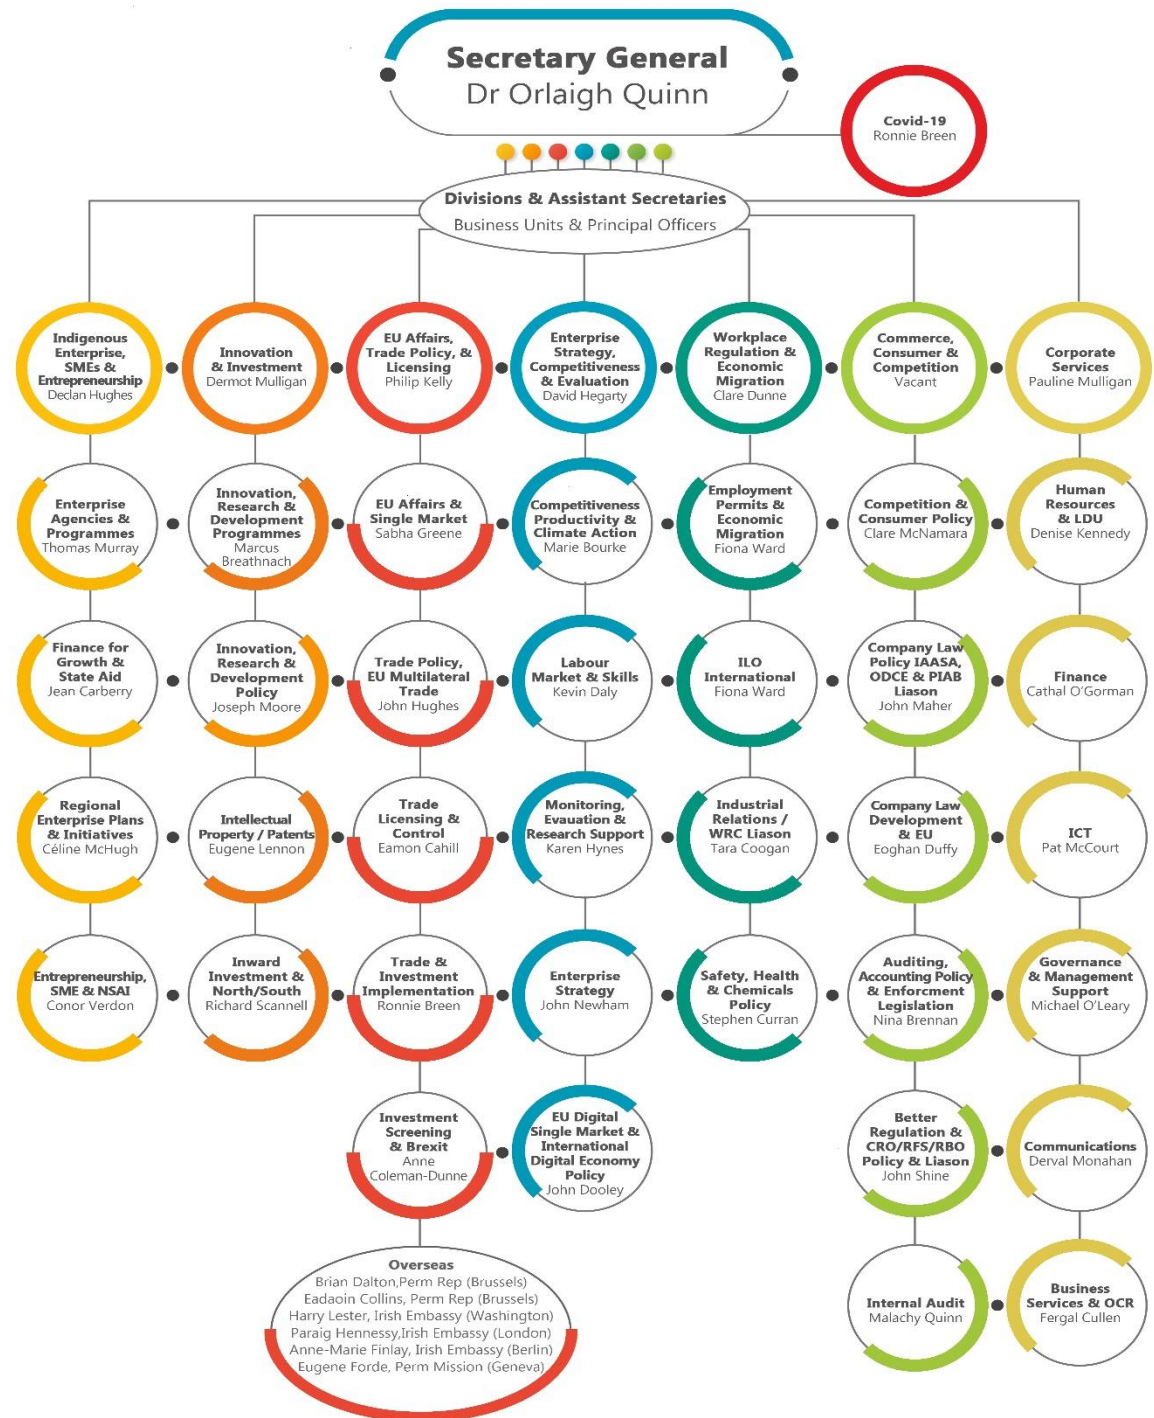 Secretary General
Dr Orlaigh Quinn
Covid-19
Ronnie Breen
Divisions & Assistant Secretaries
Business Units & Principal Officers
Indigenous
Enterprise,
SMEs &
Entrepreneurship
Declan Hughes
Innovation
& Investment
Dermot Mulligan
EU Affairs,
Trade Policy, &
Licensing
Philip Kelly
Enterprise
Strategy,
Competitiveness
& Evaluation
David Hegarty
Workplace
Regulation &
Economic
Migration
Clare Dunne
Commerce,
Consumer &
Competition
Vacant
Corporate
Services
Pauline Mulligan
Enterprise
Agencies &
Programmes
Thomas Murray
Innovation,
Research &
Development
Programmes
Marcus
Breathnach
EU Affairs &
Single Market
Sabha Greene
Competitiveness
Productivity &
Climate Action
Marie Bourke
Employment
Permits &
Economic
Migration
Fiona Ward
Competition &
Consumer Policy
Clare McNamara
Human
Resources
& LDU
Denise Kennedy
Finance for
Growth &
State Aid
Jean Carberry
Innovation,
Research &
Development
Policy
Joseph Moore
Trade Policy,
EU Multilateral
Trade
John Hughes
Labour
Market & Skills
Kevin Daly
ILO
International
Fiona Ward
Company Law
Policy IAASA,
ODCE & PIAB
Liason
John Maher
Finance
Cathal O'Gorman
Regional
Enterprise Plans
& Initiatives
Céline McHugh
Intellectual
Property / Patents
Eugene Lennon
Trade
Licensing &
Control
Eamon Cahill
Monitoring,
Evauation &
Research Support
Karen Hynes
Industrial
Relations /
WRC Liason
Tara Coogan
Company Law
Development
& EU
Eoghan Duffy
ICT
Pat McCourt
Entrepreneurship,
SME & NSAI
Conor Verdon
Inward
Investment &
North/South
Richard Scannell
Trade &
Investment
Implementation
Ronnie Breen
Enterprise
Strategy
John Newham
Safety, Health
& Chemicals
Policy
Stephen Curran
Auditing,
Accounting Policy
& Enforcment
Legislation
Nina Brennan
Governance
& Management
Support
Michael O'Leary
Investment
Screening
& Brexit
Anne
Coleman-Dunne
EU Digital
Single Market &
International
Digital Economy
Policy
John Dooley
Better
Regulation &
CRO/RFS/RBO
Policy & Liason
John Shine
Communications
Derval Monahan
Overseas
Brian Dalton,Perm Rep (Brussels)
Eadaoin Collins, Perm Rep (Brussels)
Harry Lester, Irish Embassy (Washington)
Paraig Hennessy,Irish Embassy (London)
Anne-Marie Finlay, Irish Embassy (Berlin)
Eugene Forde, Perm Mission (Geneva)
Internal Audit
Malachy Quinn
Business
Services & OCR
Fergal Cullen